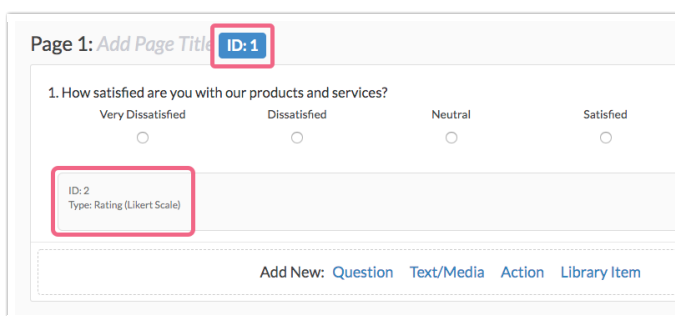 Page 1: Add Page Title ID: 1
1. How satisfied are you with our products and services?
Very Dissatisfied Dissatisfied Neutral Satisfied
ID: 2
Type: Rating (Likert Scale)
Add New: Question Text/Media Action Library Item